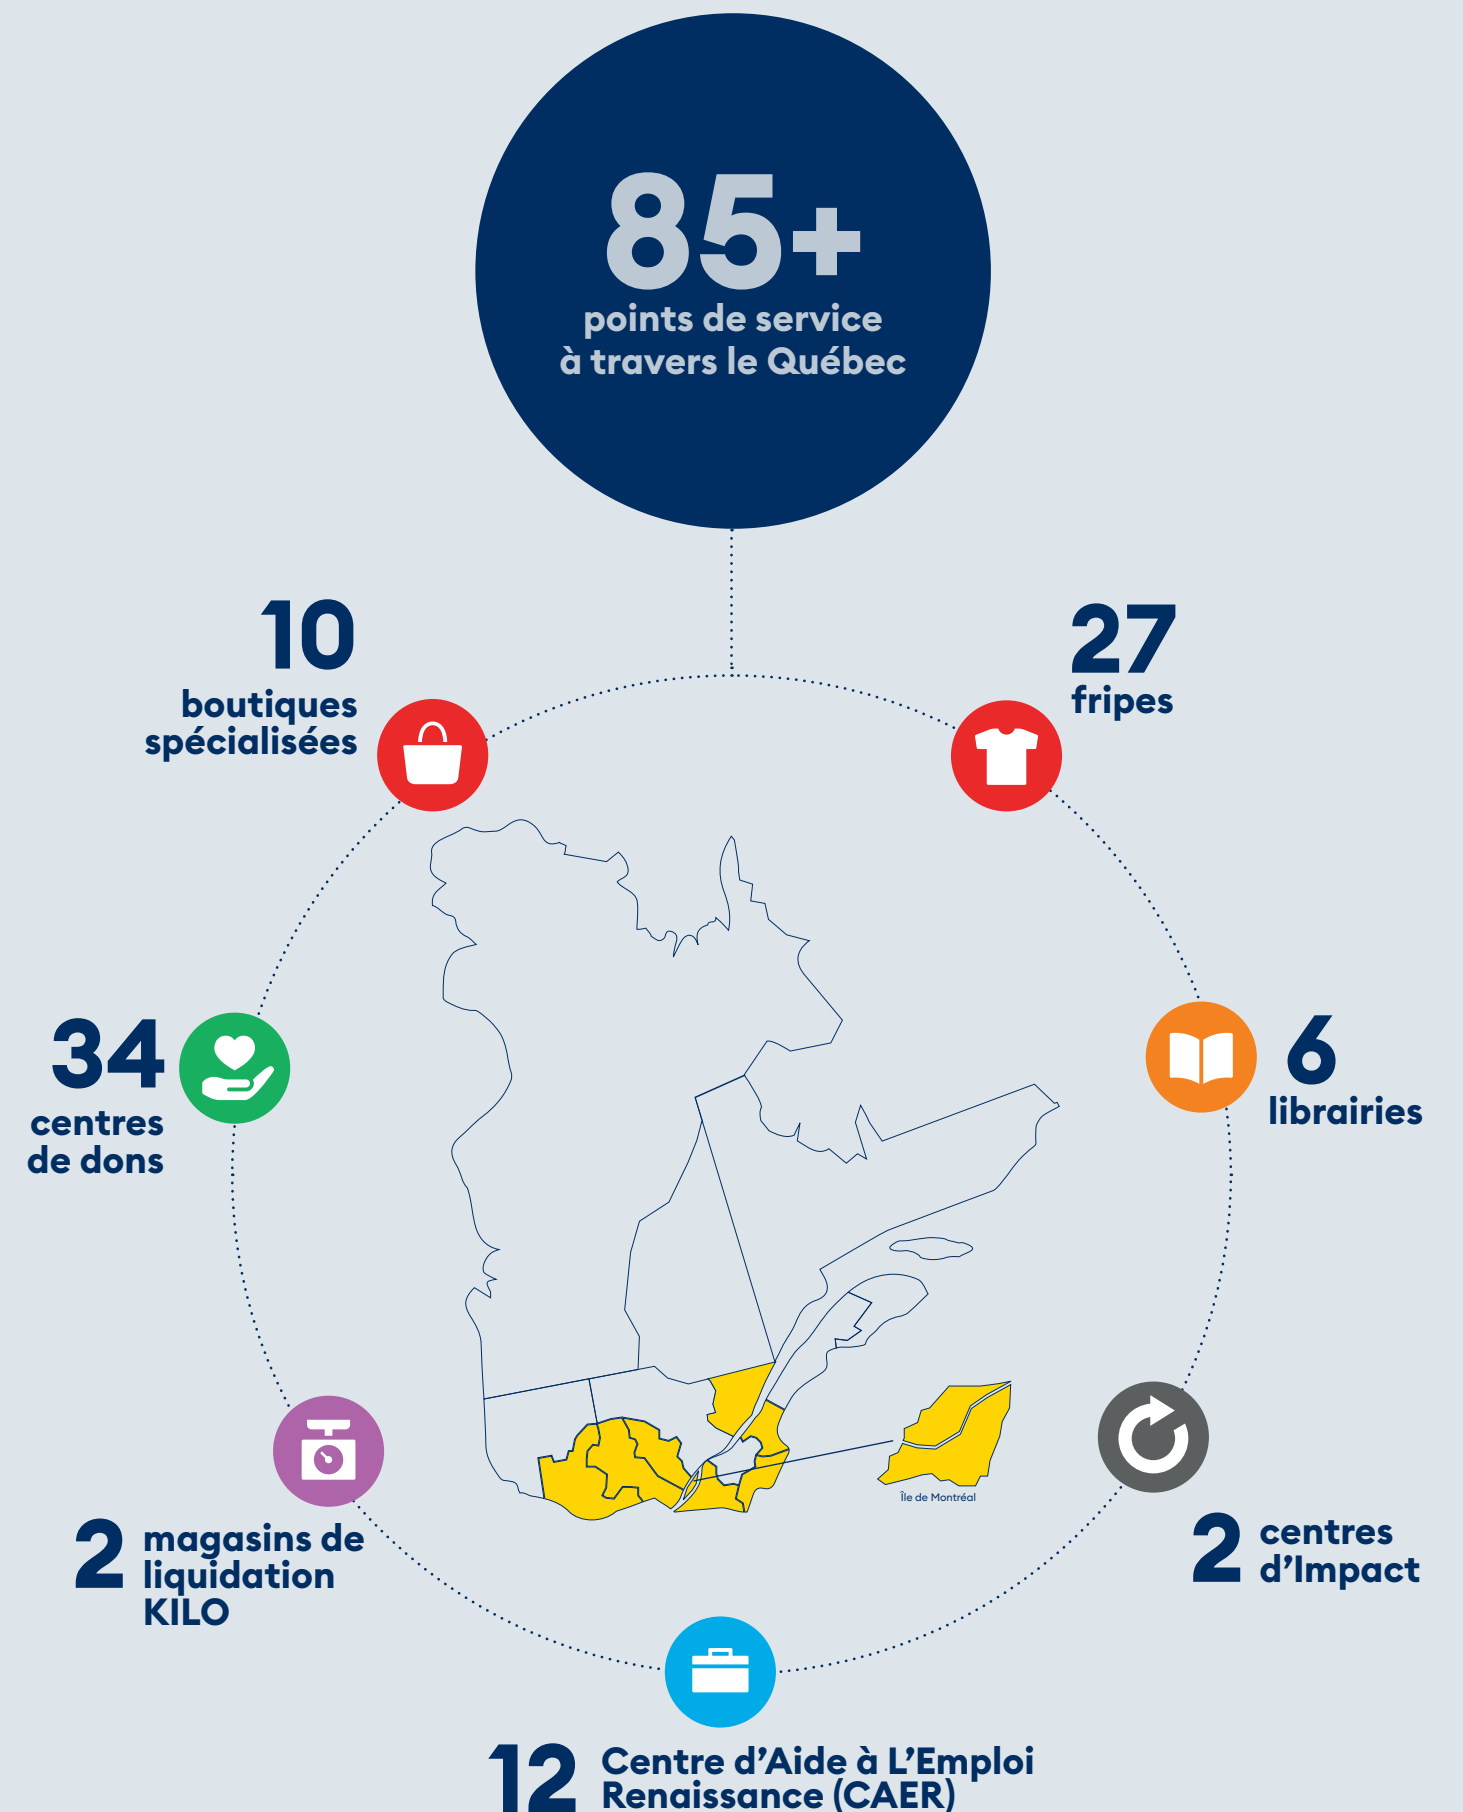 85+
points de service
à travers le Québec
10
boutiques
spécialisées
27
fripes
34
centres
de dons
6
librairies
Île de Montréal
2
magasins de
liquidation
KILO
2
centres
d’Impact
12
Centre d’Aide à L’Emploi
Renaissance (CAER)